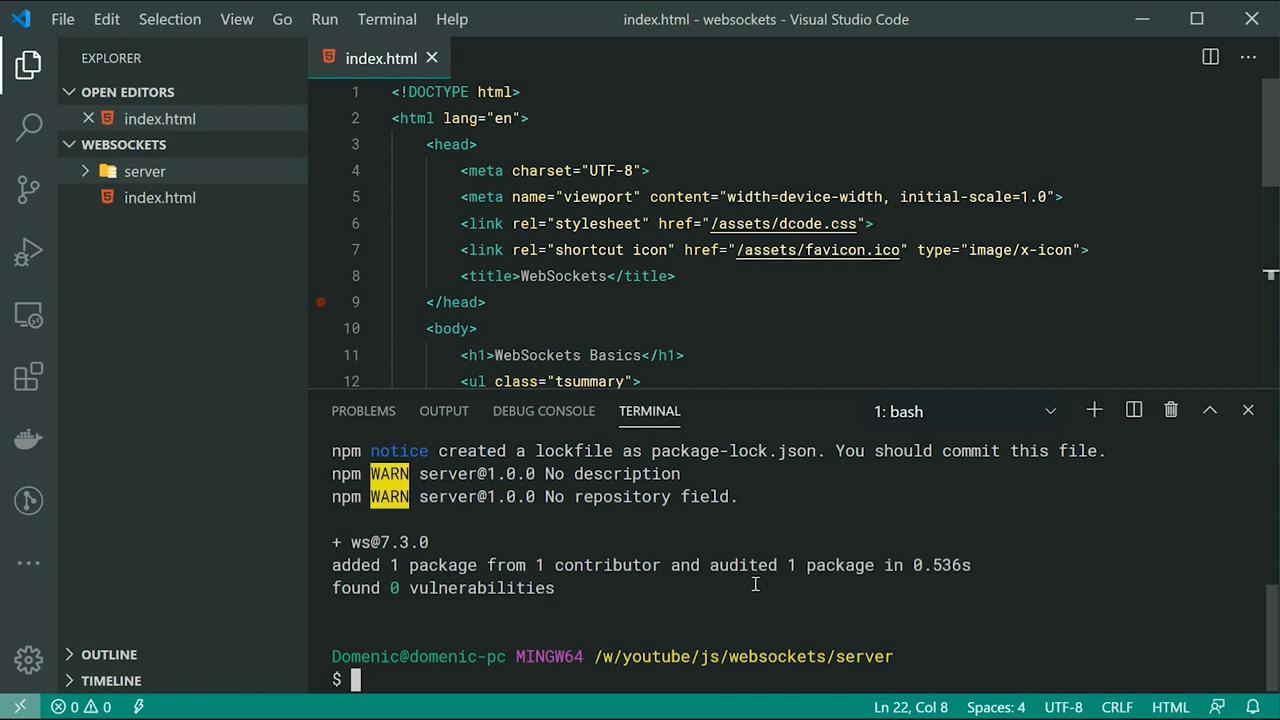 File Edit Selection View Go Run Terminal Help index.html - websockets - Visual Studio Code
EXPLORER
OPEN EDITORS
index.html
WEBSOCKETS
server
index.html
OUTLINE
TIMELINE
index.html
1 <!DOCTYPE html>
2 <html lang="en">
3 <head>
4 <meta charset="UTF-8">
5 <meta name="viewport" content="width=device-width, initial-scale=1.0">
6 <link rel="stylesheet" href="/assets/dcode.css">
7 <link rel="shortcut icon" href="/assets/favicon.ico" type="image/x-icon">
8 <title>WebSockets</title>
9 </head>
10 <body>
11 <h1>WebSockets Basics</h1>
12 <ul class="tsummary">
PROBLEMS OUTPUT DEBUG CONSOLE TERMINAL 1: bash
npm notice created a lockfile as package-lock.json. You should commit this file.
npm WARN server@1.0.0 No description
npm WARN server@1.0.0 No repository field.
+ ws@7.3.0
added 1 package from 1 contributor and audited 1 package in 0.536s
found 0 vulnerabilities
Domenic@domenic-pc MINGW64 /w/youtube/js/websockets/server
$
0 0 Ln 22, Col 8 Spaces: 4 UTF-8 CRLF HTML